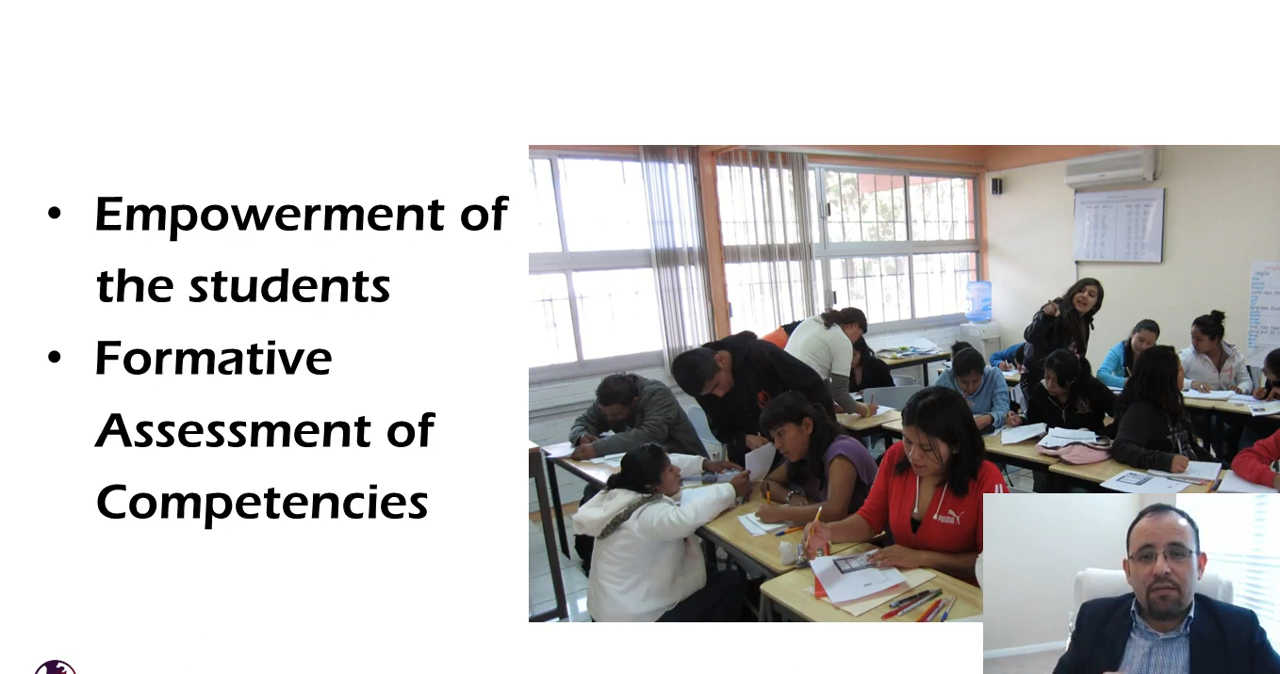 • Empowerment of
the students
• Formative
Assessment of
Competencies